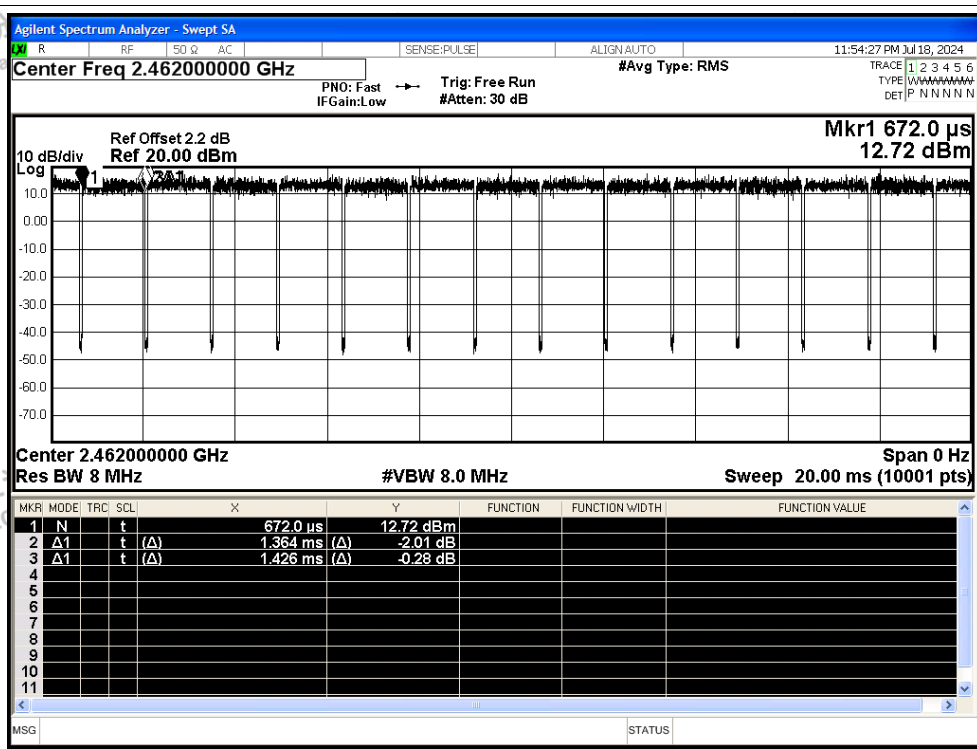 Agilent Spectrum Analyzer - Swept SA
LXI R RF 50 Ω AC SENSE:PULSE ALIGN AUTO 11:54:27 PM Jul 18, 2024
Center Freq 2.462000000 GHz #Avg Type: RMS TRACE 1 2 3 4 5 6
PNO: Fast Trig: Free Run TYPE WWWWWW
IFGain:Low #Atten: 30 dB DET P N N N N N
Mkr1 672.0 µs
Ref Offset 2.2 dB
10 dB/div Ref 20.00 dBm 12.72 dBm
Log
1
10.0
0.00
-10.0
-20.0
-30.0
-40.0
-50.0
-60.0
-70.0
Center 2.462000000 GHz Span 0 Hz
Res BW 8 MHz #VBW 8.0 MHz Sweep 20.00 ms (10001 pts)
MKR MODE TRC SCL X Y FUNCTION FUNCTION WIDTH FUNCTION VALUE
1 N t 672.0 µs 12.72 dBm
2 Δ1 t (Δ) 1.364 ms (Δ) -2.01 dB
3 Δ1 t (Δ) 1.426 ms (Δ) -0.28 dB
4
5
6
7
8
9
10
11
MSG STATUS